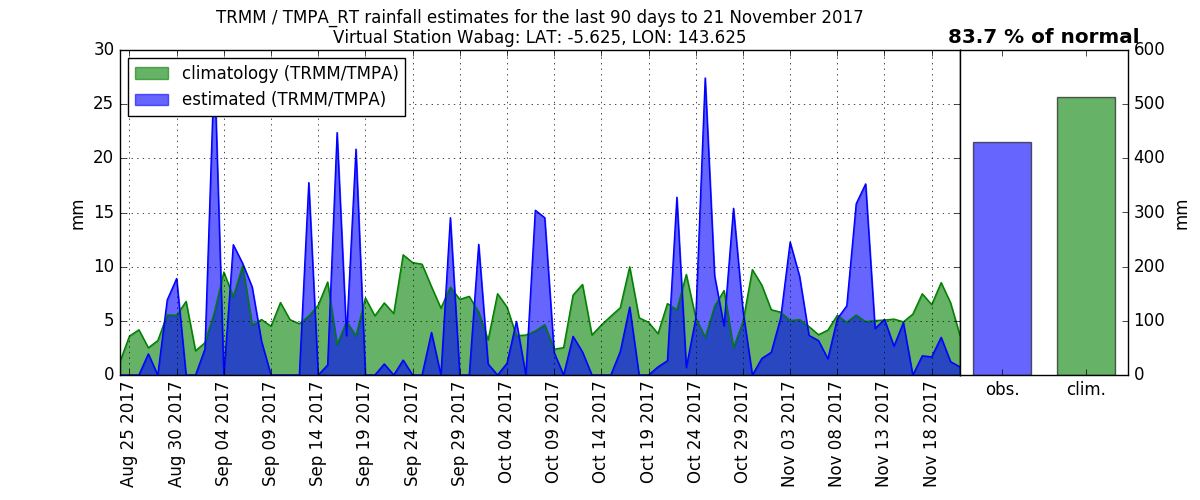 TRMM / TMPA_RT rainfall estimates for the last 90 days to 21 November 2017
Virtual Station Wabag: LAT: -5.625, LON: 143.625
83.7 % of normal
climatology (TRMM/TMPA)
estimated (TRMM/TMPA)
30
25
20
15
10
5
0
mm
Aug 25 2017
Aug 30 2017
Sep 04 2017
Sep 09 2017
Sep 14 2017
Sep 19 2017
Sep 24 2017
Sep 29 2017
Oct 04 2017
Oct 09 2017
Oct 14 2017
Oct 19 2017
Oct 24 2017
Oct 29 2017
Nov 03 2017
Nov 08 2017
Nov 13 2017
Nov 18 2017
obs.
clim.
600
500
400
300
200
100
0
mm